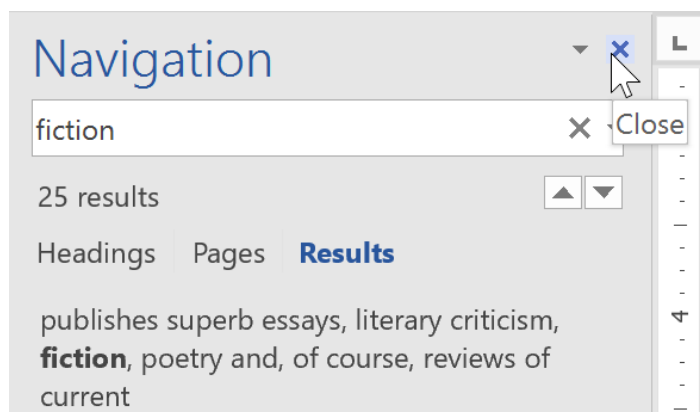 Navigation
fiction
Close
25 results
Headings Pages Results
publishes superb essays, literary criticism,
fiction, poetry and, of course, reviews of
current
4